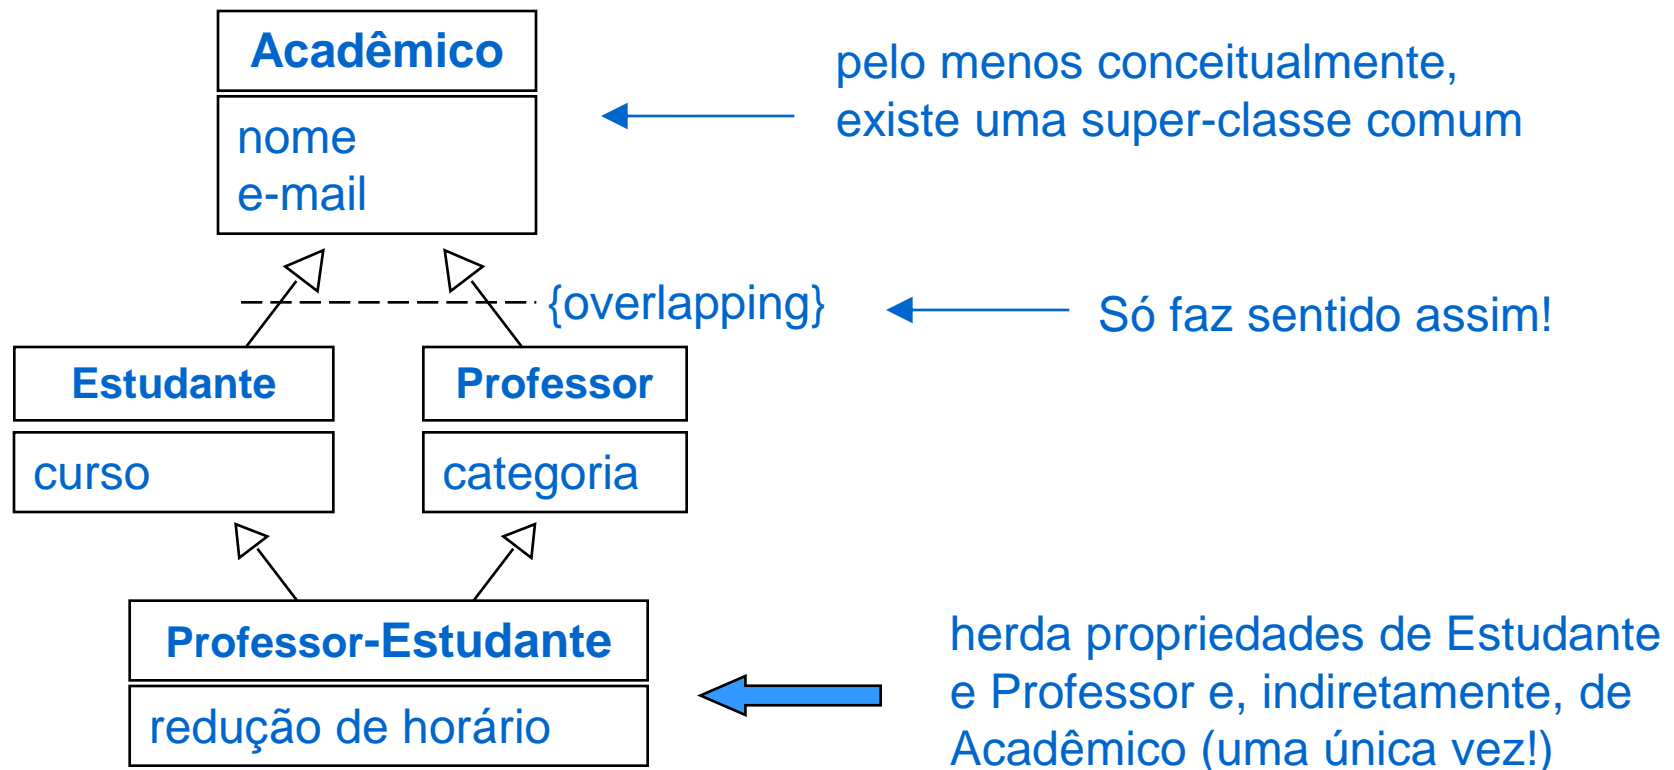 Acadêmico
nome
e-mail
pelo menos conceitualmente,
existe uma super-classe comum
{overlapping}
Só faz sentido assim!
Estudante
curso
Professor
categoria
Professor-Estudante
redução de horário
herda propriedades de Estudante
e Professor e, indiretamente, de
Acadêmico (uma única vez!)